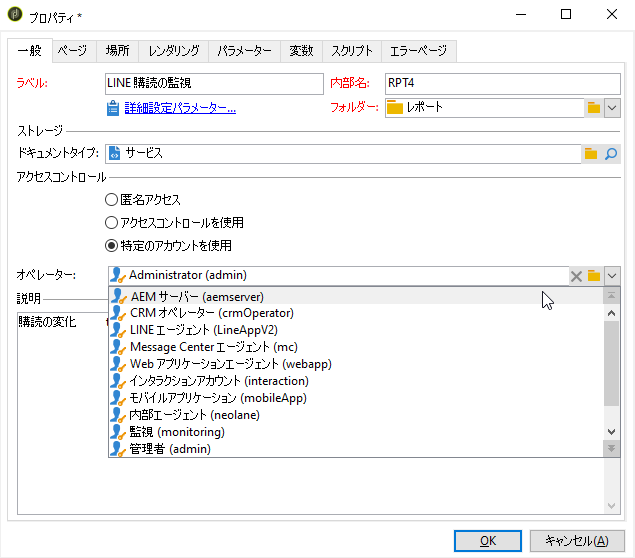 プロパティ *
一般 ページ 場所 レンダリング パラメーター 変数 スクリプト エラーページ
ラベル: LINE 購読の監視 内部名: RPT4
詳細設定パラメーター... フォルダー: レポート
ストレージ
ドキュメントタイプ: サービス
アクセスコントロール
匿名アクセス
アクセスコントロールを使用
特定のアカウントを使用
オペレーター: Administrator (admin)
説明
購読の変化
AEM サーバー (aemserver)
CRM オペレーター (crmOperator)
LINE エージェント (LineAppV2)
Message Center エージェント (mc)
Web アプリケーションエージェント (webapp)
インタラクションアカウント (interaction)
モバイルアプリケーション (mobileApp)
内部エージェント (neolane)
監視 (monitoring)
管理者 (admin)
OK キャンセル(A)